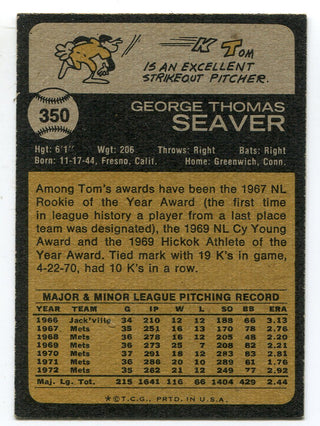 K Tom
IS AN EXCELLENT
STRIKEOUT PITCHER.
350
GEORGE THOMAS
SEAVER
Hgt: 6'1" Wgt: 206 Throws: Right Bats: Right
Born: 11-17-44, Fresno, Calif. Home: Greenwich, Conn.
Among Tom's awards have been the 1967 NL
Rookie of the Year Award (the first time
in league history a player from a last place
team was designated), the 1969 NL Cy Young
Award and the 1969 Hickok Athlete of the
Year Award. Tied mark with 19 K's in game,
4-22-70, had 10 K's in a row.
MAJOR & MINOR LEAGUE PITCHING RECORD
YEAR TEAM G IP W L SO BB ERA
1966 Jack'ville 34 210 12 12 188 66 3.13
1967 Mets 35 251 16 13 170 78 2.76
1968 Mets 36 278 16 12 205 48 2.20
1969 Mets 36 273 25 7 208 82 2.21
1970 Mets 37 291 18 12 283 83 2.81
1971 Mets 36 286 20 10 289 61 1.76
1972 Mets 35 262 21 12 249 77 2.92
Maj. Lg. Tot. 215 1641 116 66 1404 429 2.44
*© T.C.G. PRTD. IN U.S.A.